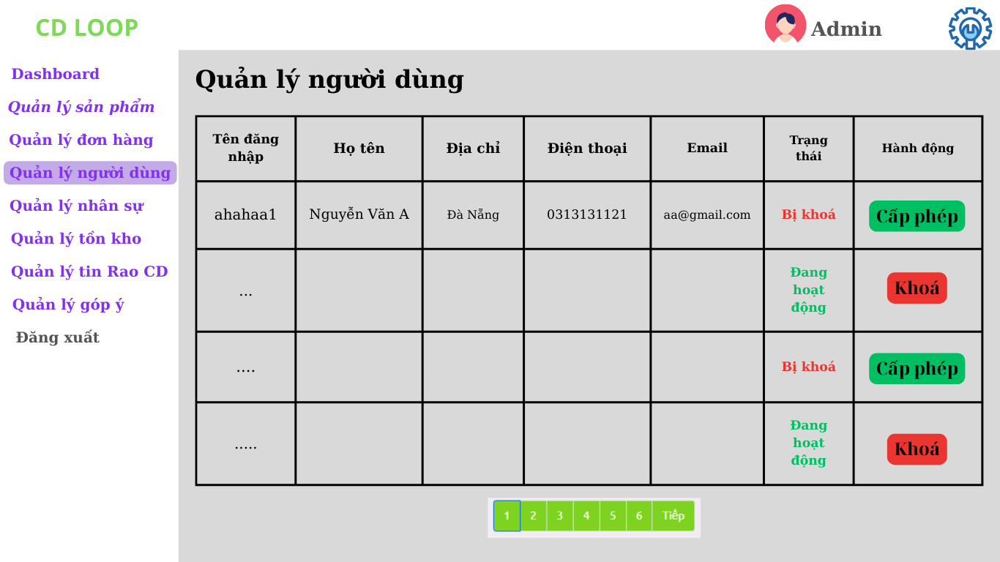 CD LOOP
Admin
Dashboard
Quản lý sản phẩm
Quản lý đơn hàng
Quản lý người dùng
Quản lý nhân sự
Quản lý tồn kho
Quản lý tin Rao CD
Quản lý góp ý
Đăng xuất
Quản lý người dùng
Tên đăng
nhập
Họ tên
Địa chỉ
Điện thoại
Email
Trạng
thái
Hành động
ahahaa1
Nguyễn Văn A
Đà Nẵng
0313131121
aa@gmail.com
Bị khoá
Cấp phép
...
Đang
hoạt
động
Khoá
....
Bị khoá
Cấp phép
.....
Đang
hoạt
động
Khoá
1 2 3 4 5 6 Tiếp